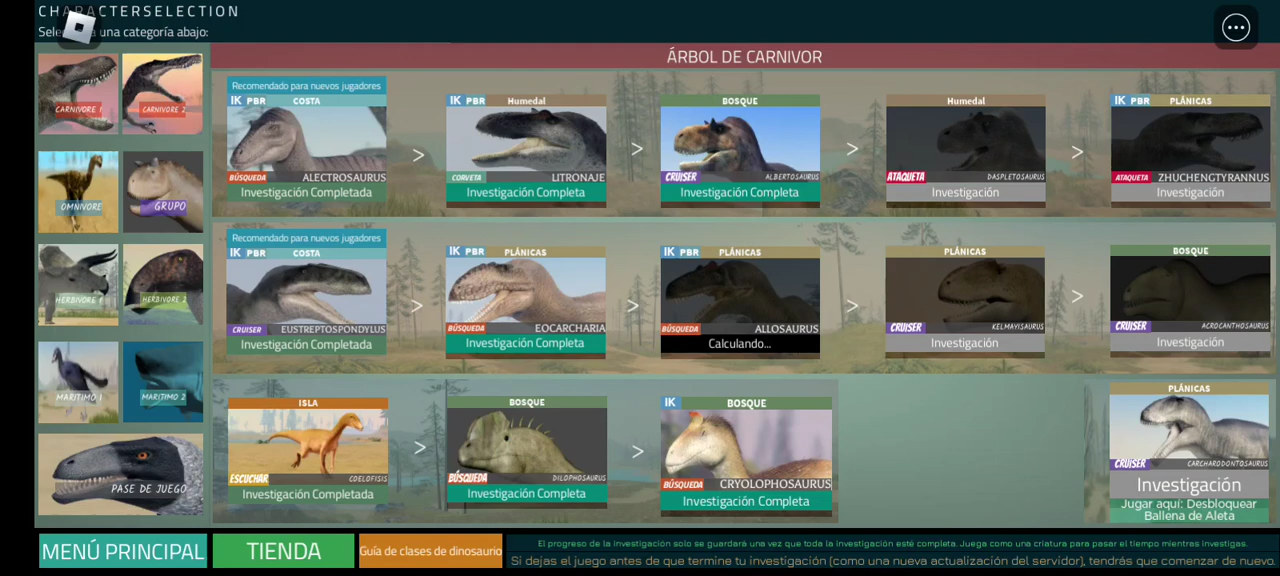 CHARACTERSELECTION
una categoría abajo:
CARNIVORE 1
CARNIVORE 2
OMNIVORE
GRUPO
HERBIVORE 1
HERBIVORE 2
MARITIMO 1
MARITIMO 2
PASE DE JUEGO
ÁRBOL DE CARNIVOR
Recomendado para nuevos jugadores
IK PBR COSTA
BÚSQUEDA ALECTROSAURUS
Investigación Completada
>
IK PBR Humedal
CORVETA LITRONAJE
Investigación Completa
>
BOSQUE
CRUISER ALBERTOSAURUS
Investigación Completa
>
Humedal
ATAQUETA DASPLETOSAURUS
Investigación
>
IK PBR PLÁNICAS
ATAQUETA ZHUCHENGTYRANNUS
Investigación
Recomendado para nuevos jugadores
IK PBR COSTA
CRUISER EUSTREPTOSPONDYLUS
Investigación Completada
>
IK PBR PLÁNICAS
BÚSQUEDA EOCARCHARIA
Investigación Completa
>
IK PBR PLÁNICAS
BÚSQUEDA ALLOSAURUS
Calculando...
>
PLÁNICAS
CRUISER KELMAYISAURUS
Investigación
>
BOSQUE
CRUISER ACROCANTHOSAURUS
Investigación
ISLA
ESCUCHAR COELOFISIS
Investigación Completada
>
BOSQUE
BÚSQUEDA DILOPHOSAURUS
Investigación Completa
>
IK BOSQUE
BÚSQUEDA CRYOLOPHOSAURUS
Investigación Completa
PLÁNICAS
CRUISER CARCHARODONTOSAURUS
Investigación
Jugar aquí: Desbloquear
Ballena de Aleta
MENÚ PRINCIPAL
TIENDA
Guía de clases de dinosaurio
El progreso de la investigación solo se guardará una vez que toda la investigación esté completa. Juega como una criatura para pasar el tiempo mientras investigas.
Si dejas el juego antes de que termine tu investigación (como una nueva actualización del servidor), tendrás que comenzar de nuevo.